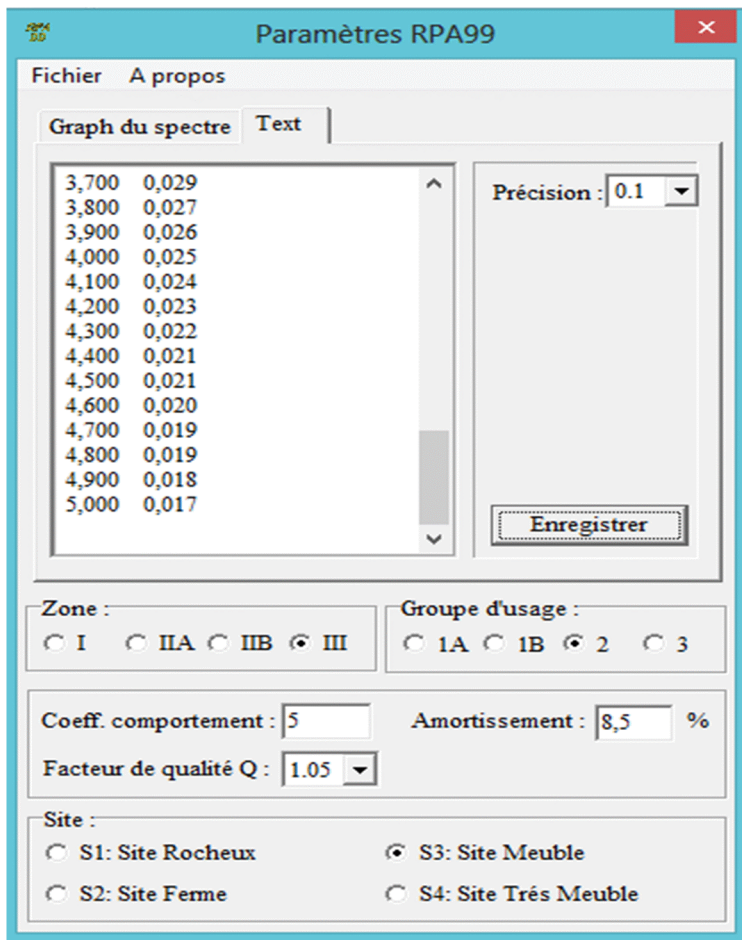 Paramètres RPA99
Fichier A propos
Graph du spectre Text
3,700 0,029
3,800 0,027
3,900 0,026
4,000 0,025
4,100 0,024
4,200 0,023
4,300 0,022
4,400 0,021
4,500 0,021
4,600 0,020
4,700 0,019
4,800 0,019
4,900 0,018
5,000 0,017
Précision : 0.1
Enregistrer
Zone :
I IIA IIB III
Groupe d'usage :
1A 1B 2 3
Coeff. comportement : 5 Amortissement : 8,5 %
Facteur de qualité Q : 1.05
Site :
S1: Site Rocheux S3: Site Meuble
S2: Site Ferme S4: Site Trés Meuble